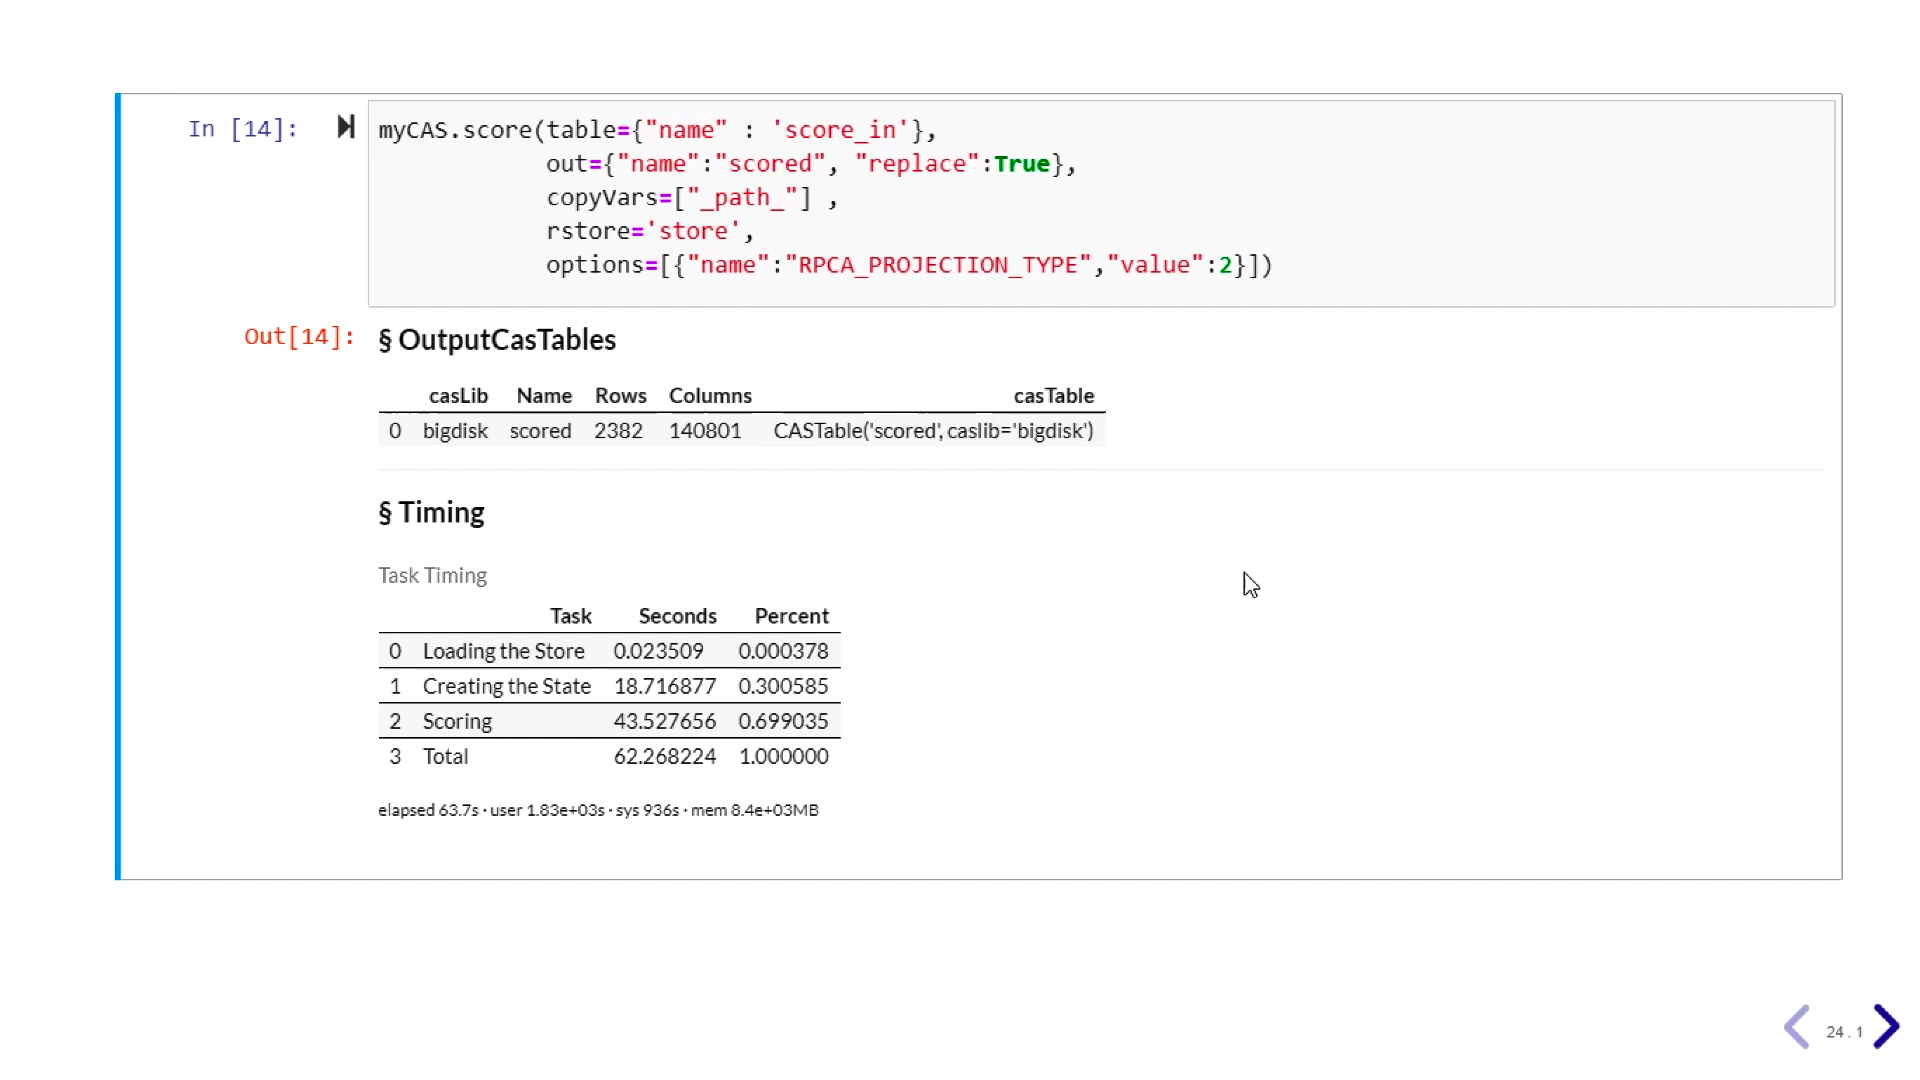 In [14]:
myCAS.score(table={"name" : 'score_in'},
out={"name":"scored", "replace":True},
copyVars=["_path_"] ,
rstore='store',
options=[{"name":"RPCA_PROJECTION_TYPE","value":2}])
Out[14]:
§ OutputCasTables
casLib Name Rows Columns casTable
0 bigdisk scored 2382 140801 CASTable('scored', caslib='bigdisk')
§ Timing
Task Timing
Task Seconds Percent
0 Loading the Store 0.023509 0.000378
1 Creating the State 18.716877 0.300585
2 Scoring 43.527656 0.699035
3 Total 62.268224 1.000000
elapsed 63.7s · user 1.83e+03s · sys 936s · mem 8.4e+03MB
24 . 1